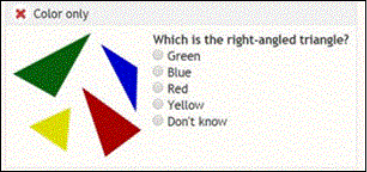 Color only
Which is the right-angled triangle?
Green
Blue
Red
Yellow
Don't know